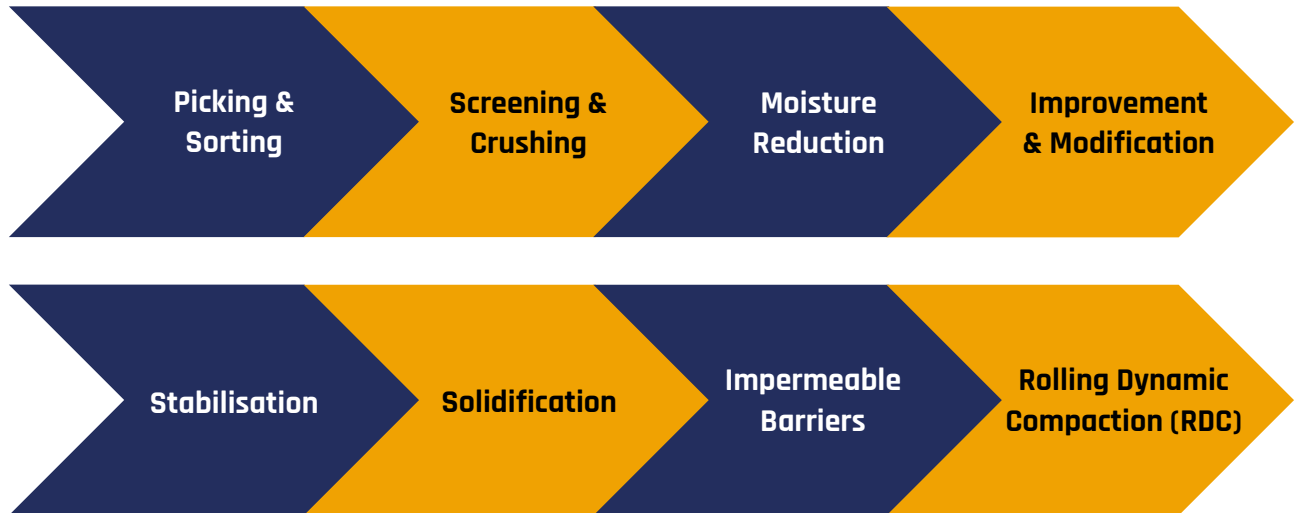 Picking &
Sorting
Screening &
Crushing
Moisture
Reduction
Improvement
& Modification
Stabilisation
Solidification
Impermeable
Barriers
Rolling Dynamic
Compaction (RDC)